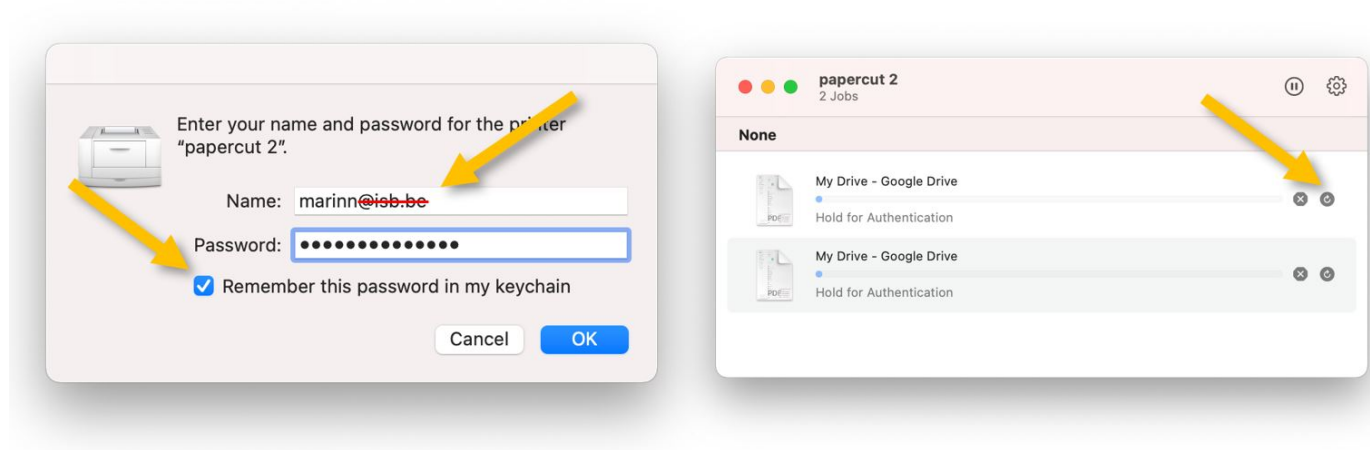 Enter your name and password for the printer
“papercut 2”.
Name: marinn@isb.be
Password: ••••••••••••••
Remember this password in my keychain
Cancel OK
papercut 2
2 Jobs
None
My Drive - Google Drive
PDF
Hold for Authentication
My Drive - Google Drive
PDF
Hold for Authentication